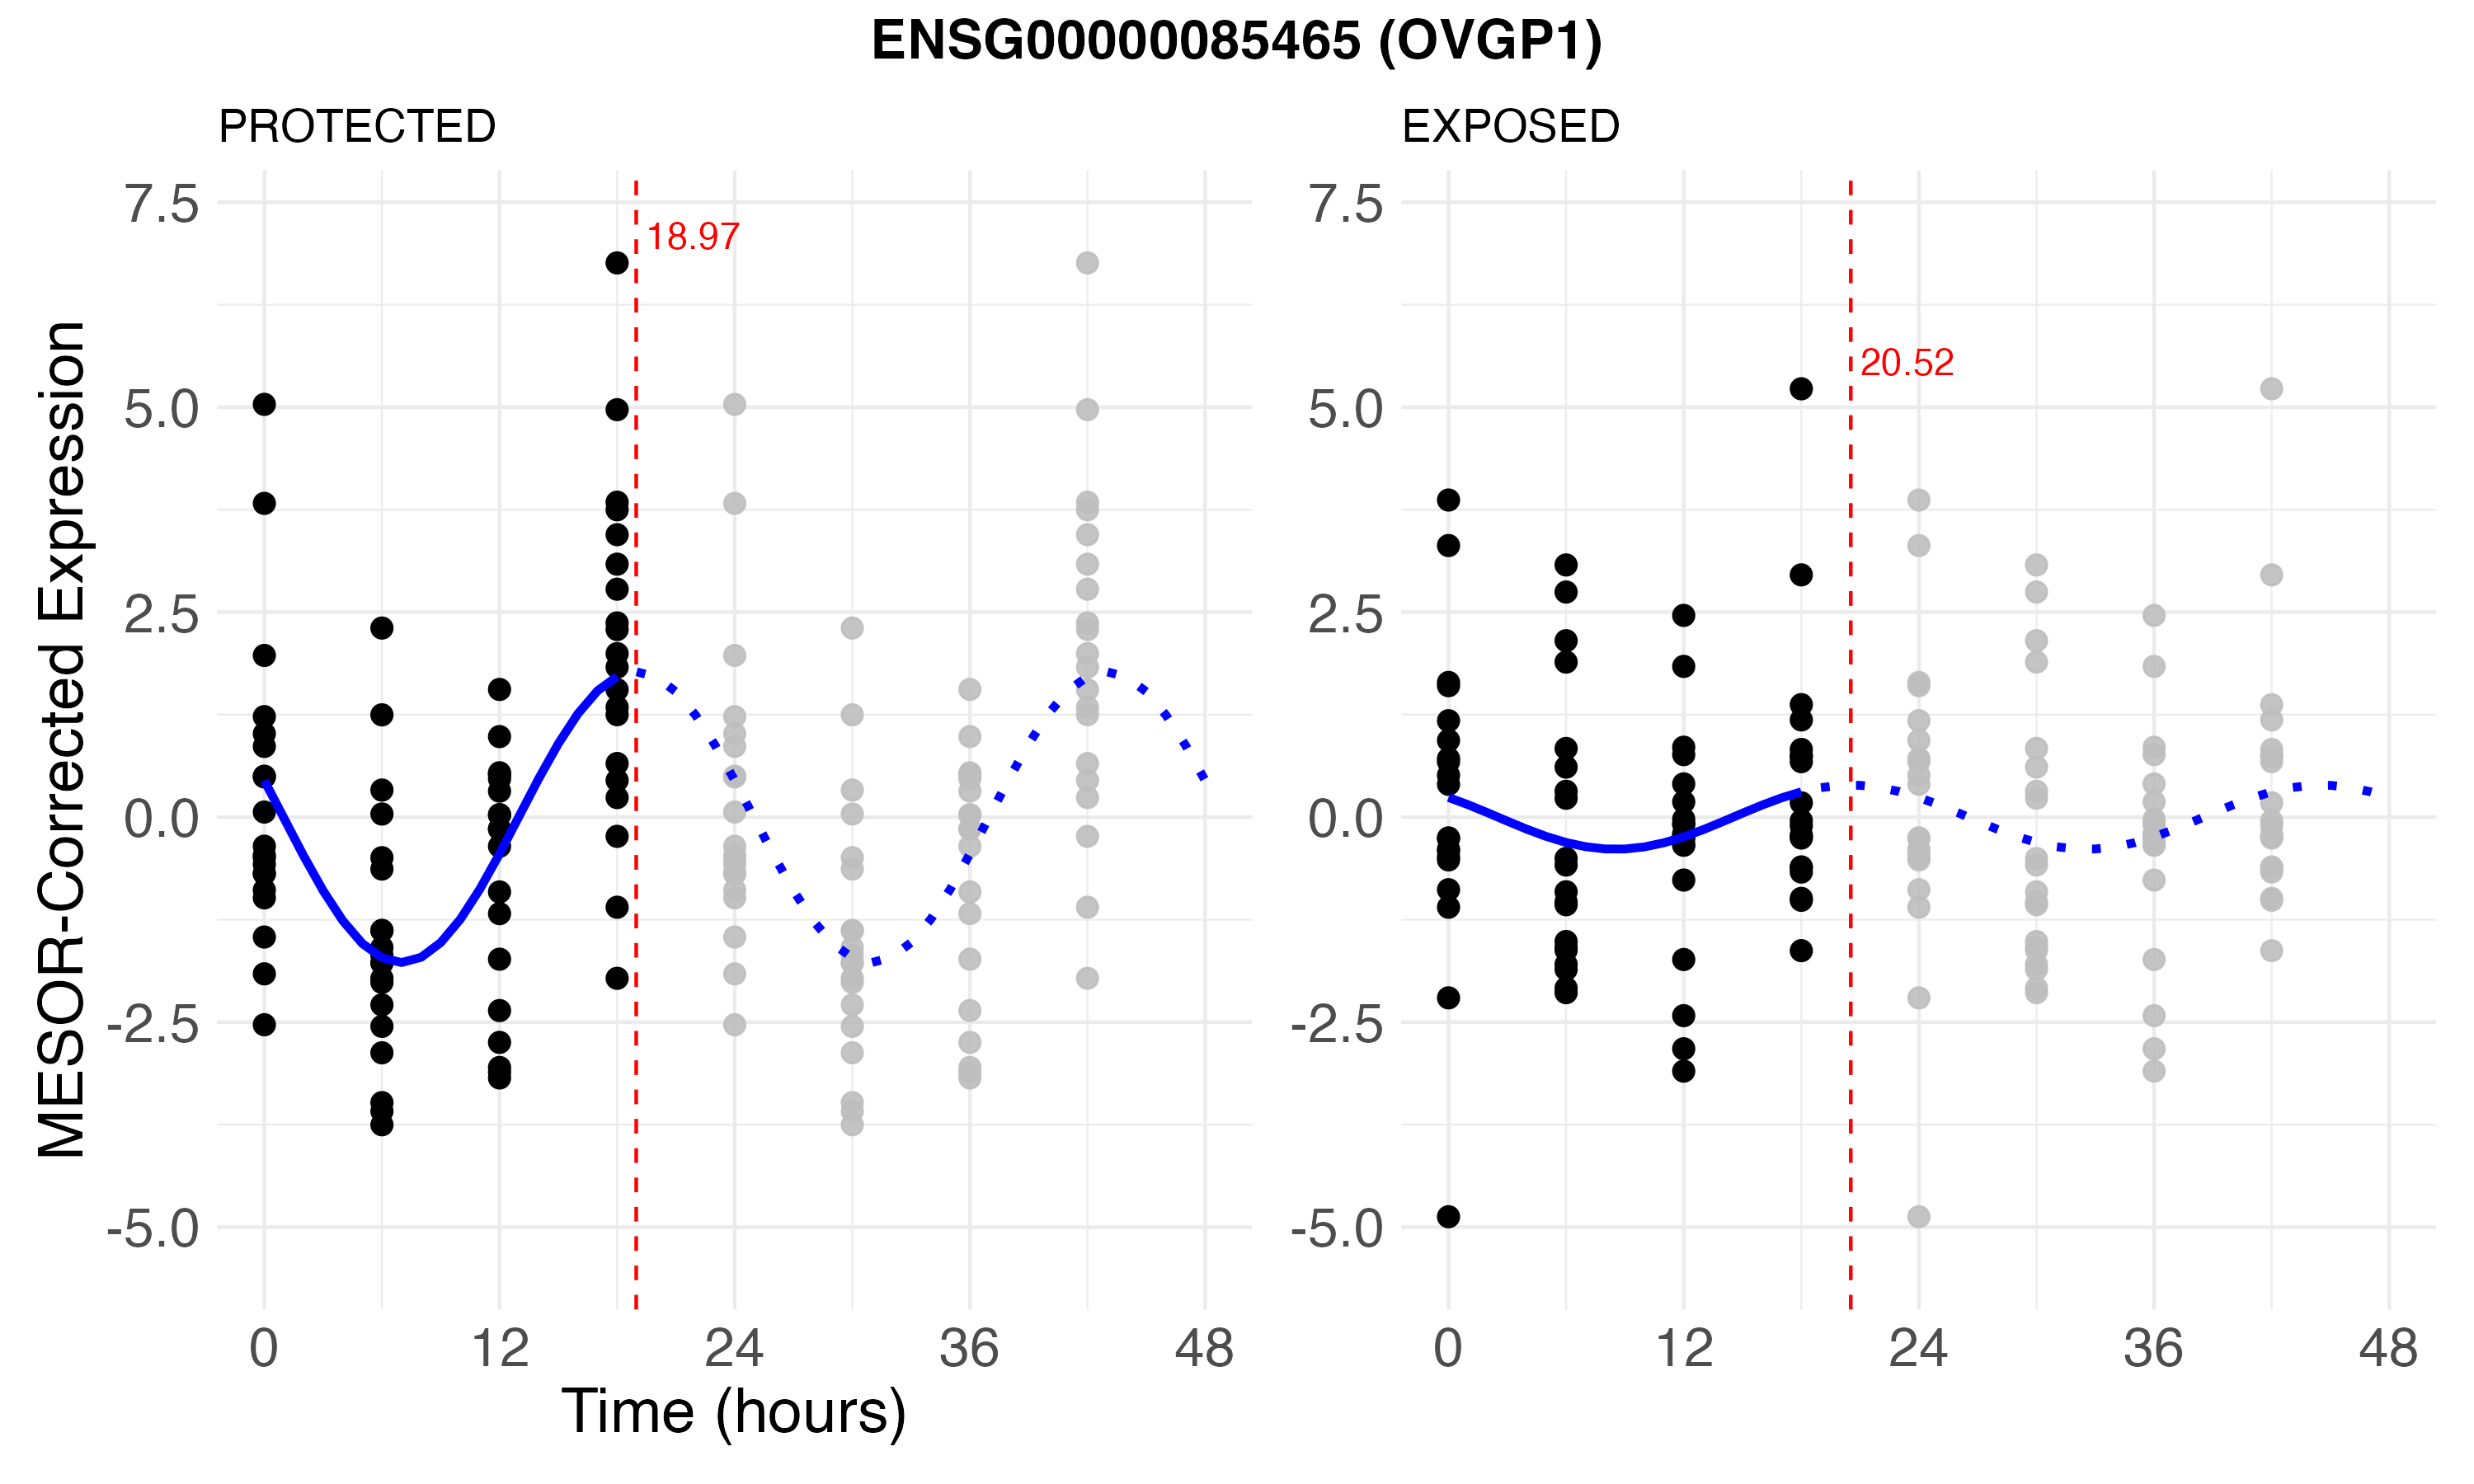 ENSG00000085465 (OVGP1)
PROTECTED
EXPOSED
MESOR-Corrected Expression
7.5
5.0
2.5
0.0
-2.5
-5.0
18.97
0 12 24 36 48
7.5
5.0
2.5
0.0
-2.5
-5.0
20.52
0 12 24 36 48
Time (hours)